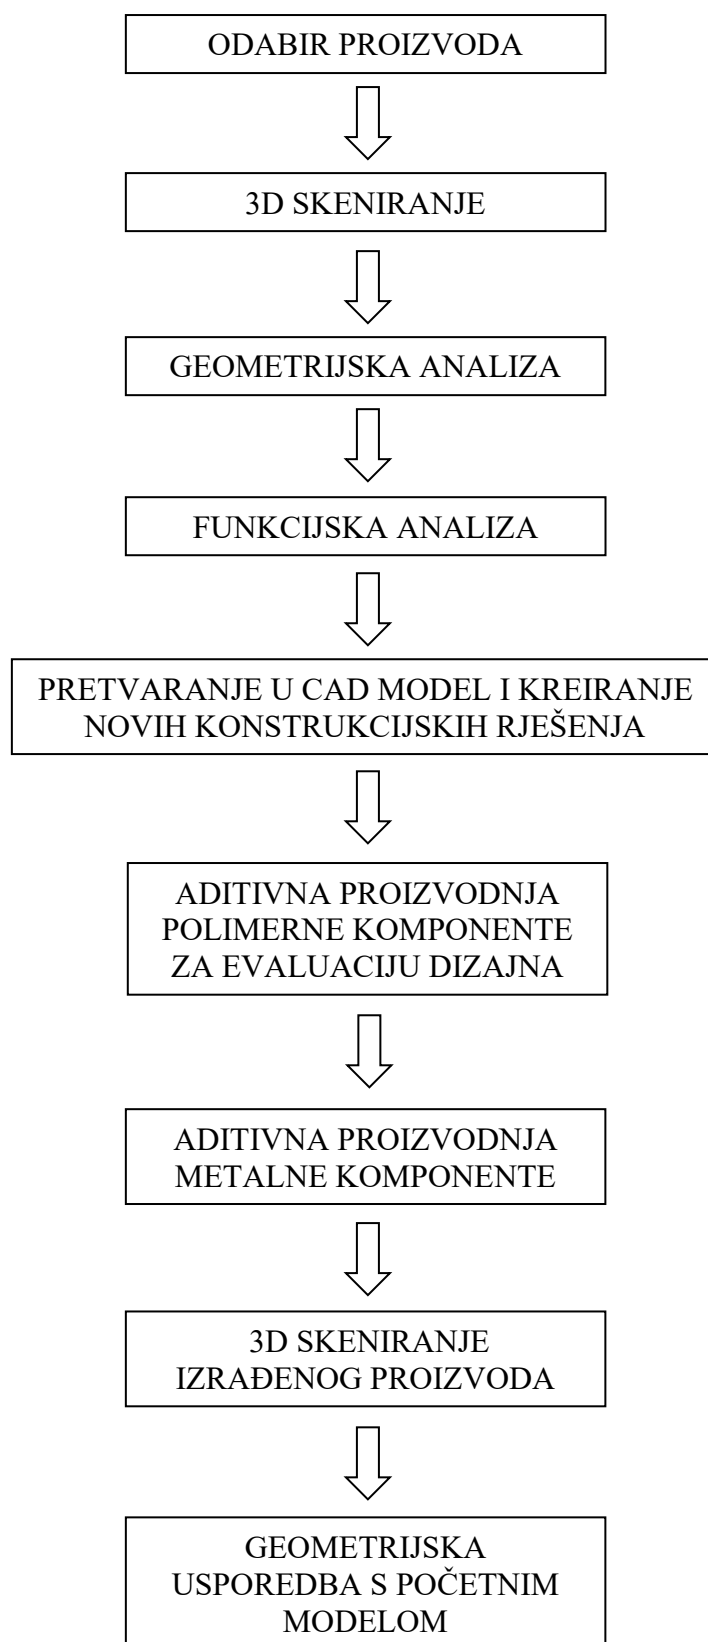 ODABIR PROIZVODA
3D SKENIRANJE
GEOMETRIJSKA ANALIZA
FUNKCIJSKA ANALIZA
PRETVARANJE U CAD MODEL I KREIRANJE
NOVIH KONSTRUKCIJSKIH RJEŠENJA
ADITIVNA PROIZVODNJA
POLIMERNE KOMPONENTE
ZA EVALUACIJU DIZAJNA
ADITIVNA PROIZVODNJA
METALNE KOMPONENTE
3D SKENIRANJE
IZRAĐENOG PROIZVODA
GEOMETRIJSKA
USPOREDBA S POČETNIM
MODELOM